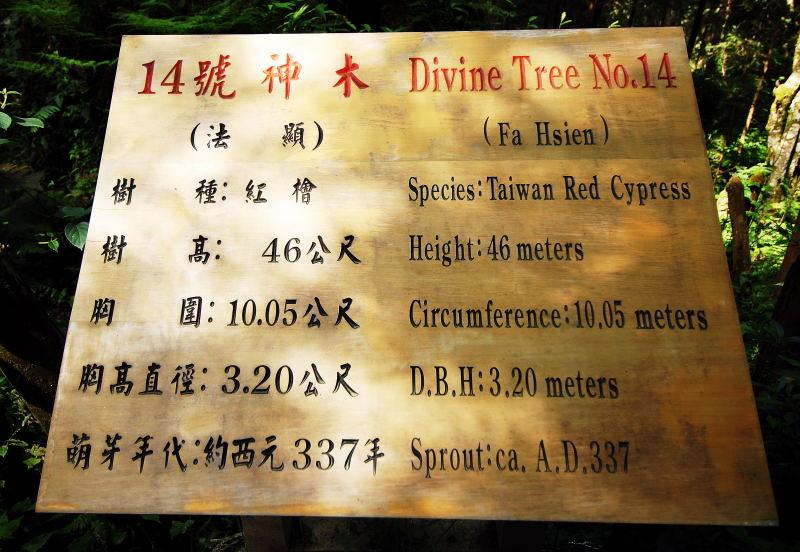 14號 神 木 Divine Tree No.14
(法 顯) (Fa Hsien)
樹 種: 紅 檜 Species:Taiwan Red Cypress
樹 高: 46公尺 Height:46 meters
胸 圍: 10.05公尺 Circumference:10.05 meters
胸高直徑: 3.20公尺 D.B.H:3.20 meters
萌芽年代:約西元337年 Sprout:ca. A.D.337